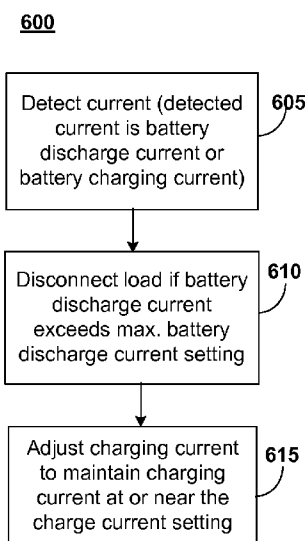 600
Detect current (detected
current is battery
discharge current or
battery charging current)
605
Disconnect load if battery
discharge current
exceeds max. battery
discharge current setting
610
Adjust charging current
to maintain charging
current at or near the
charge current setting
615